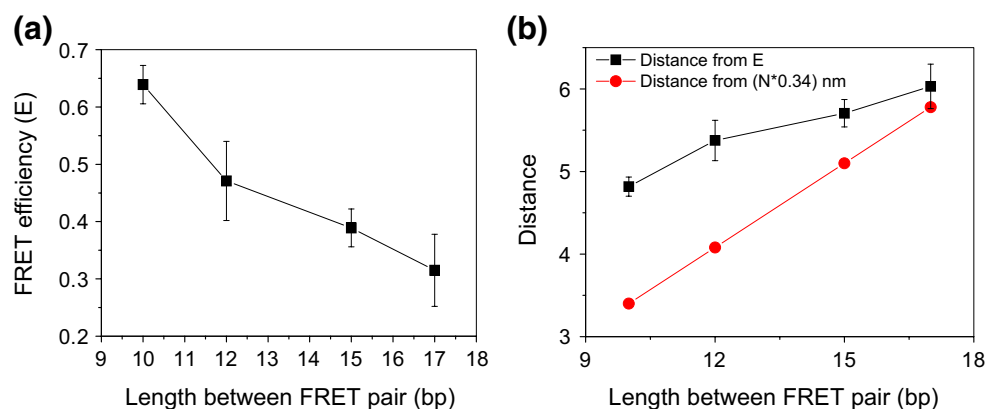 (a)
0.7
0.6
0.5
0.4
0.3
0.2
FRET efficiency (E)
9 10 11 12 13 14 15 16 17 18
Length between FRET pair (bp)
(b)
Distance from E
Distance from (N*0.34) nm
6
5
4
3
Distance
9 12 15 18
Length between FRET pair (bp)